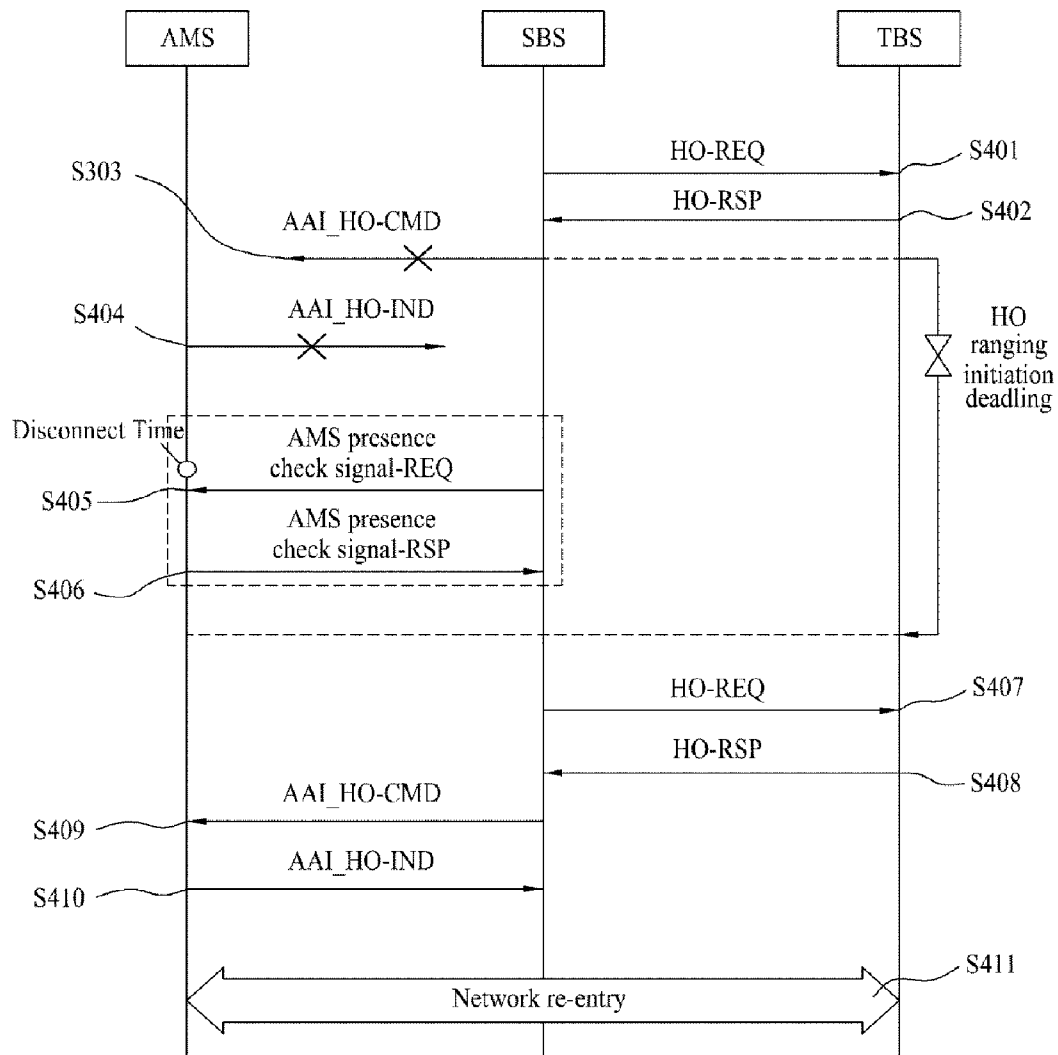 AMS
SBS
TBS
HO-REQ
S401
HO-RSP
S402
S303
AAI_HO-CMD
S404
AAI_HO-IND
HO
ranging
initiation
deadling
Disconnect Time
AMS presence
check signal-REQ
S405
AMS presence
check signal-RSP
S406
HO-REQ
S407
HO-RSP
S408
AAI_HO-CMD
S409
AAI_HO-IND
S410
Network re-entry
S411